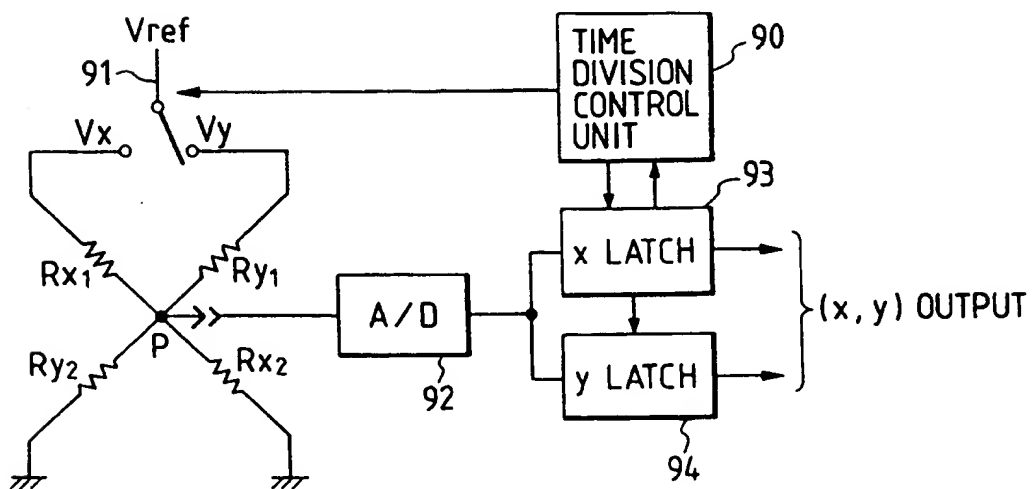 Vref
91
Vx
Vy
TIME
DIVISION
CONTROL
UNIT
90
93
x LATCH
Rx1
Ry1
A/D
(x, y) OUTPUT
P
Ry2
Rx2
92
y LATCH
94